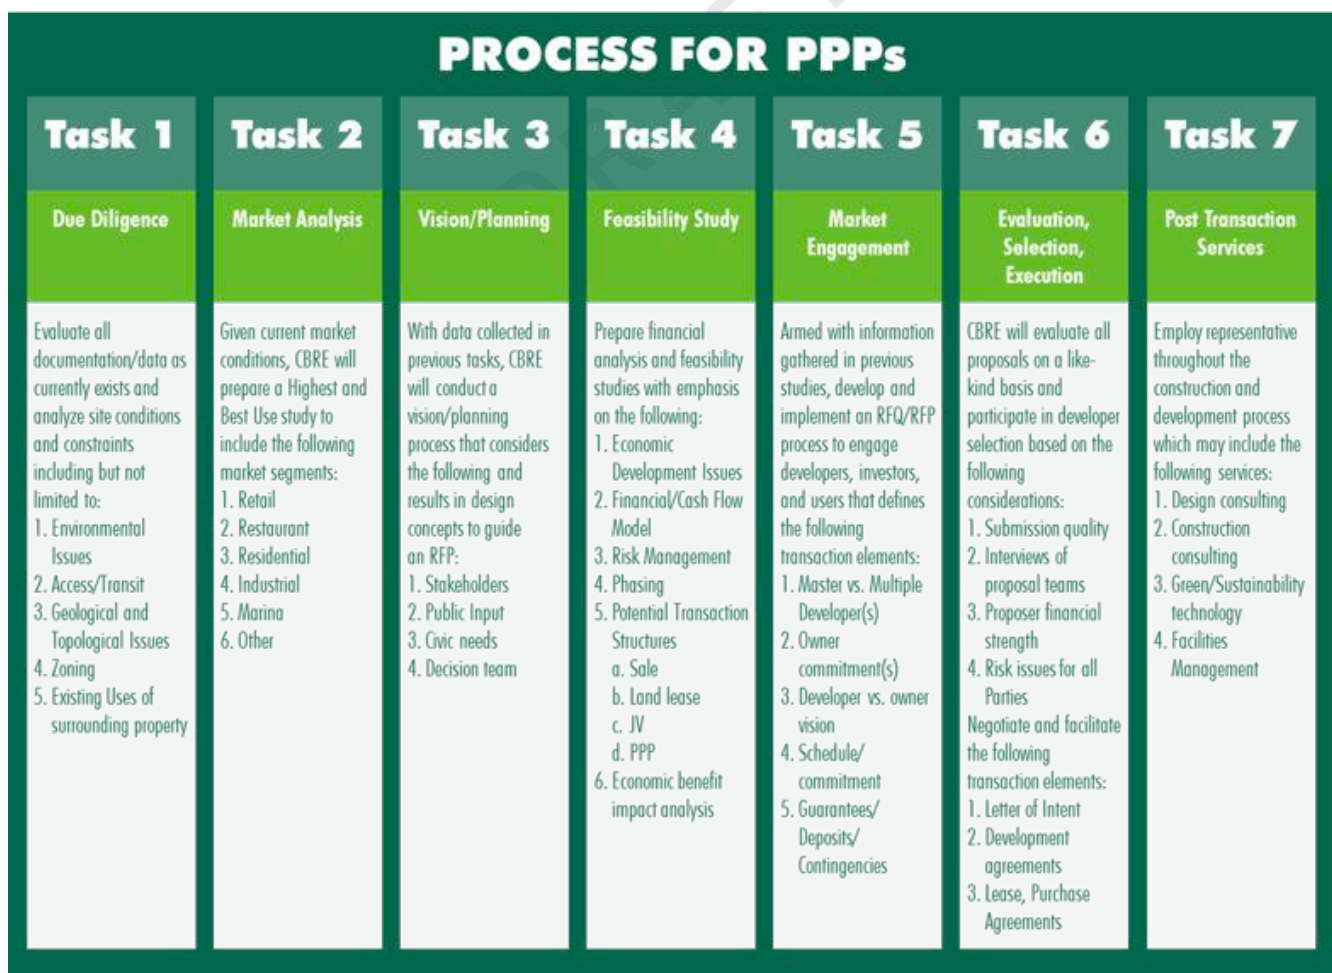 PROCESS FOR PPPs
Task 1
Due Diligence
Evaluate all
documentation/data as
currently exists and
analyze site conditions
and constraints
including but not
limited to:
1. Environmental
Issues
2. Access/Transit
3. Geological and
Topological Issues
4. Zoning
5. Existing Uses of
surrounding property
Task 2
Market Analysis
Given current market
conditions, CBRE will
prepare a Highest and
Best Use study to
include the following
market segments:
1. Retail
2. Restaurant
3. Residential
4. Industrial
5. Marina
6. Other
Task 3
Vision/Planning
With data collected in
previous tasks, CBRE
will conduct a
vision/planning
process that considers
the following and
results in design
concepts to guide
an RFP:
1. Stakeholders
2. Public Input
3. Civic needs
4. Decision team
Task 4
Feasibility Study
Prepare financial
analysis and feasibility
studies with emphasis
on the following:
1. Economic
Development Issues
2. Financial/Cash Flow
Model
3. Risk Management
4. Phasing
5. Potential Transaction
Structures
a. Sale
b. Land lease
c. JV
d. PPP
6. Economic benefit
impact analysis
Task 5
Market
Engagement
Armed with information
gathered in previous
studies, develop and
implement an RFQ/RFP
process to engage
developers, investors,
and users that defines
the following
transaction elements:
1. Master vs. Multiple
Developer(s)
2. Owner
commitment(s)
3. Developer vs. owner
vision
4. Schedule/
commitment
5. Guarantees/
Deposits/
Contingencies
Task 6
Evaluation,
Selection,
Execution
CBRE will evaluate all
proposals on a like-
kind basis and
participate in developer
selection based on the
following
considerations:
1. Submission quality
2. Interviews of
proposal teams
3. Proposer financial
strength
4. Risk issues for all
Parties
Negotiate and facilitate
the following
transaction elements:
1. Letter of Intent
2. Development
agreements
3. Lease, Purchase
Agreements
Task 7
Post Transaction
Services
Employ representative
throughout the
construction and
development process
which may include the
following services:
1. Design consulting
2. Construction
consulting
3. Green/Sustainability
technology
4. Facilities
Management